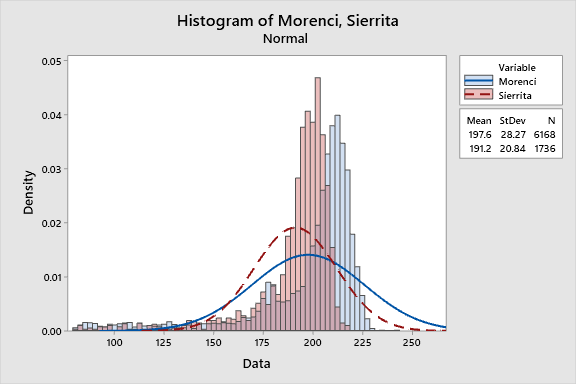 Histogram of Morenci, Sierrita
Normal
0.05
0.04
0.03
0.02
0.01
0.00
Density
100
125
150
175
200
225
250
Data
Variable
Morenci
Sierrita
Mean StDev N
197.6 28.27 6168
191.2 20.84 1736